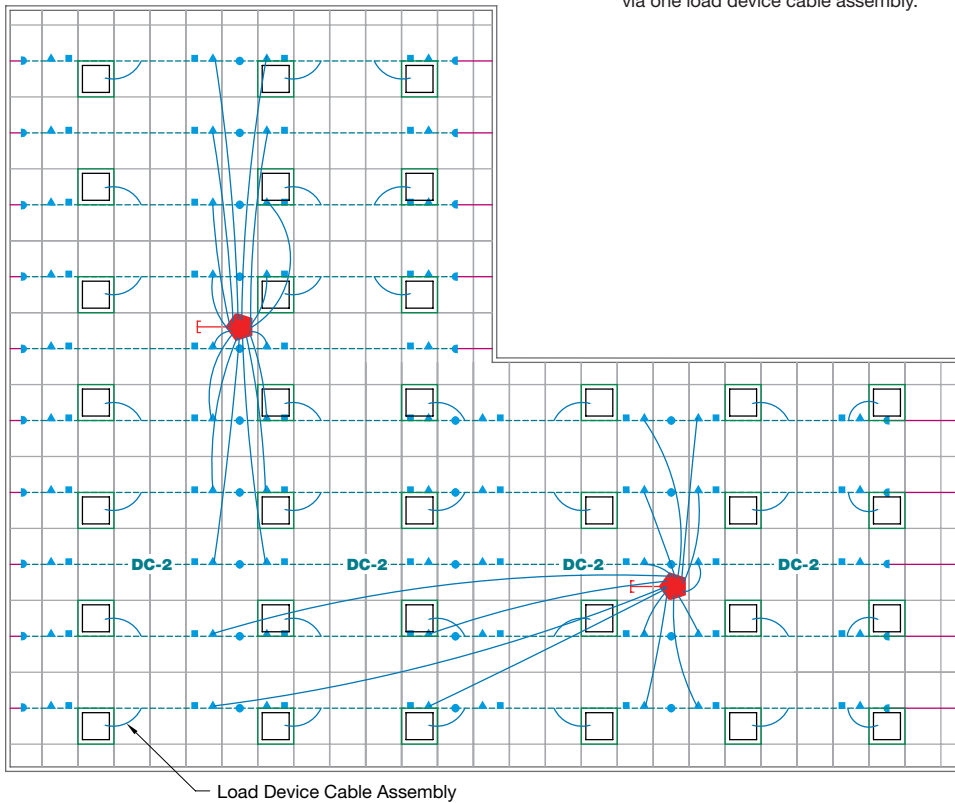 via one load device cable assembly.
DC-2 DC-2 DC-2 DC-2
Load Device Cable Assembly